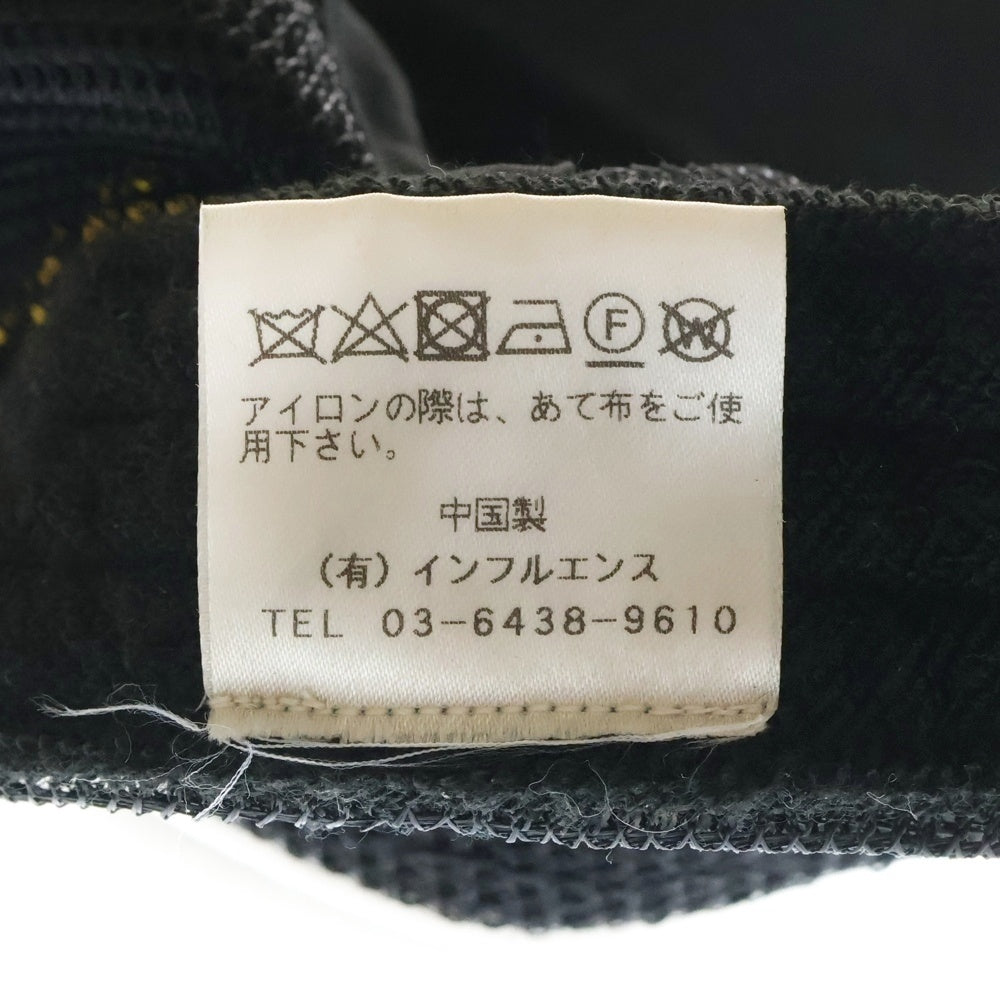 F W
アイロンの際は、あて布をご使
用下さい。
中国製
(有)インフルエンス
TEL 03-6438-9610